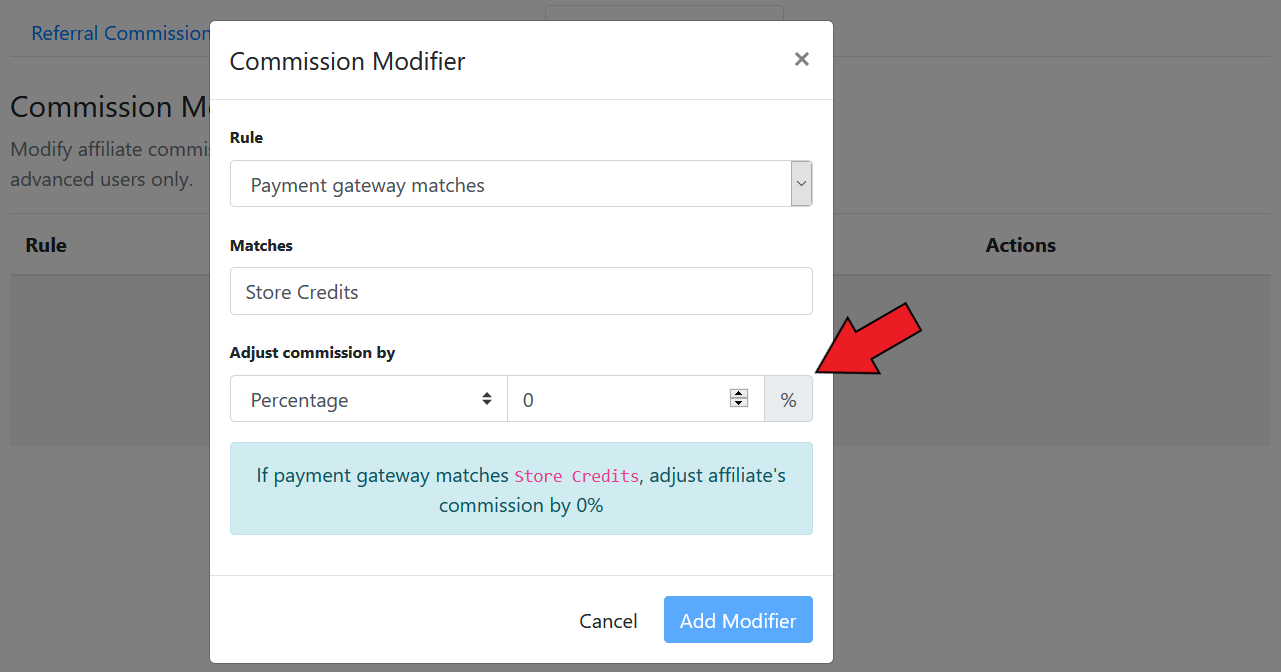 Referral Commission
Commission Modifier
×
Commission M
Modify affiliate commis
advanced users only.
Rule
Actions
Rule
Payment gateway matches
Matches
Store Credits
Adjust commission by
Percentage
0
%
If payment gateway matches Store Credits, adjust affiliate's
commission by 0%
Cancel
Add Modifier